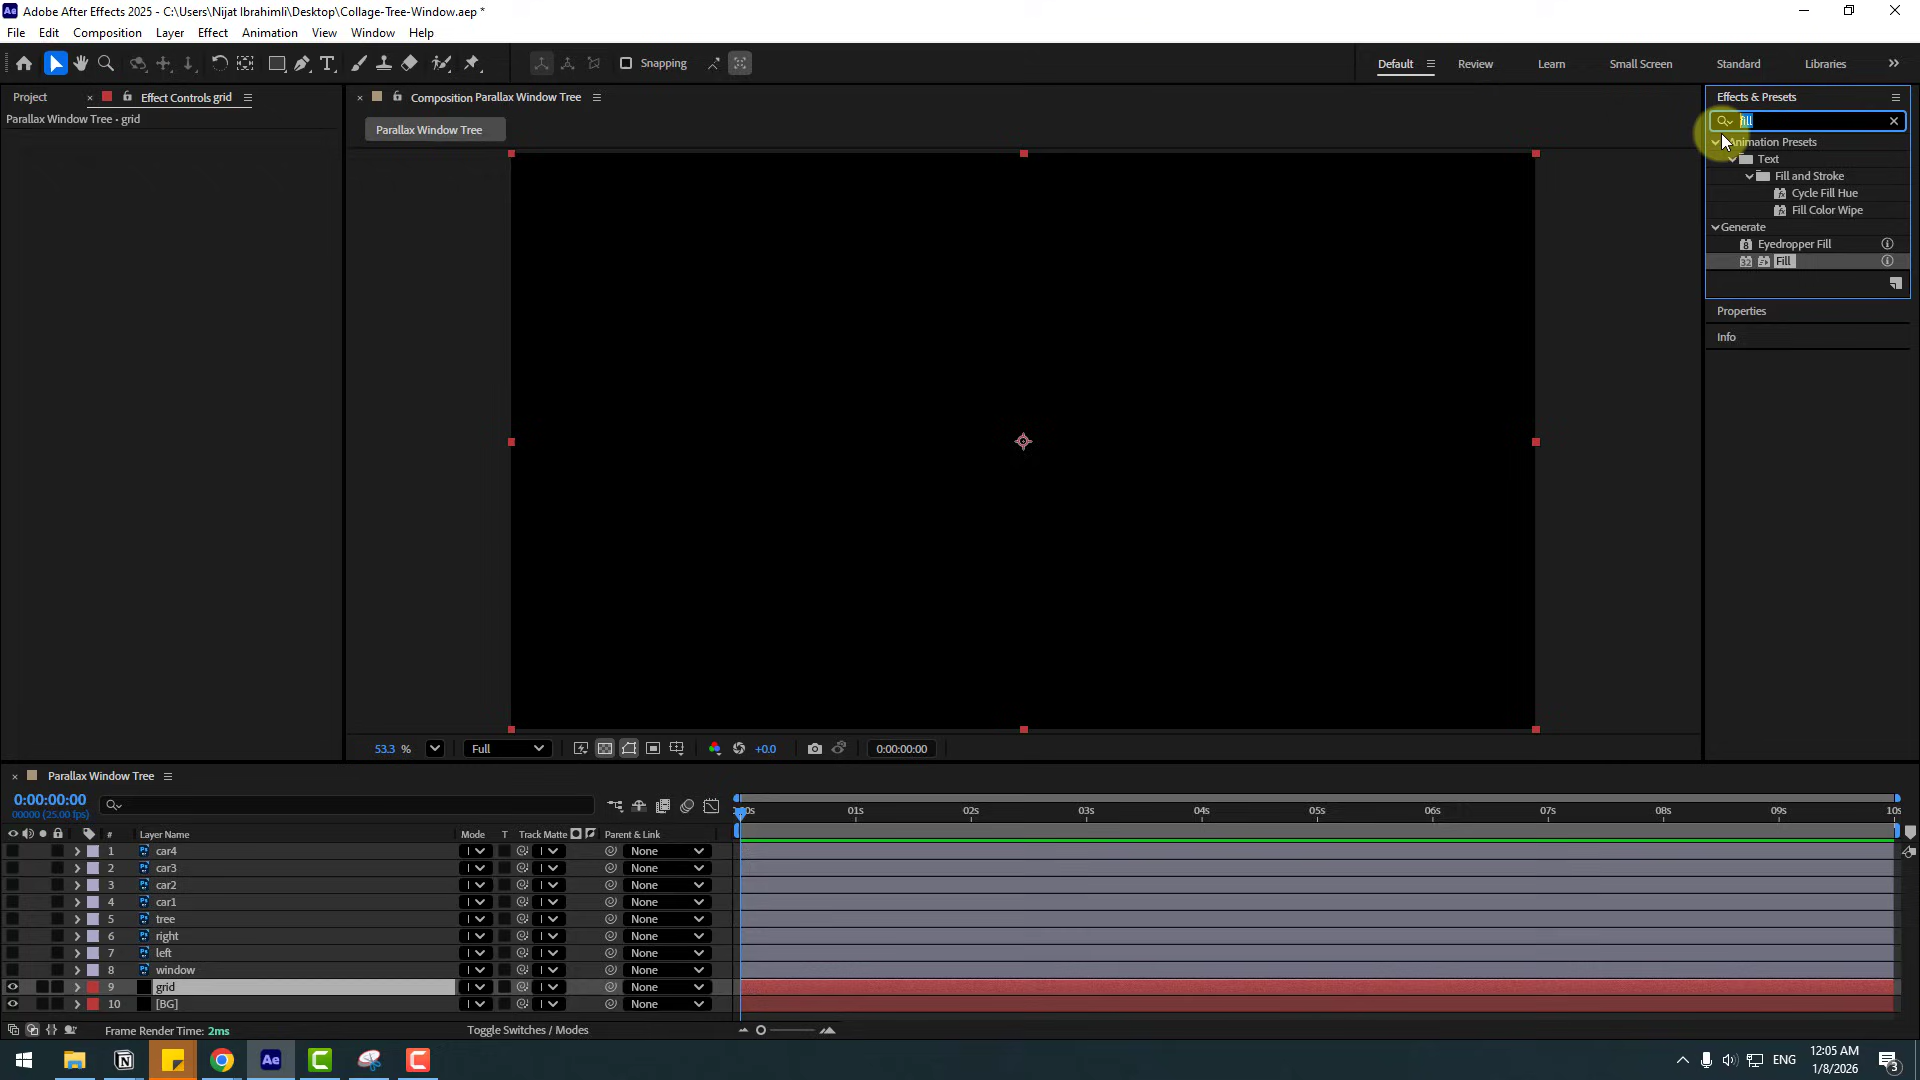 Adobe After Effects 2025 - C:\Users\Nijat Ibrahimli\Desktop\Collage-Tree-Window.aep *
File Edit Composition Layer Effect Animation View Window Help
Snapping
Default Review Learn Small Screen Standard Libraries
Project Effect Controls grid
Parallax Window Tree • grid
Composition Parallax Window Tree
Parallax Window Tree
Effects & Presets
fill
Animation Presets
Text
Fill and Stroke
Cycle Fill Hue
Fill Color Wipe
Generate
Eyedropper Fill
Fill
Properties
Info
53.3 % Full +0.0 0:00:00:00
Parallax Window Tree
0:00:00:00
00000 (25.00 fps)
:00s 01s 02s 03s 04s 05s 06s 07s 08s 09s 10s
# Layer Name Mode T Track Matte Parent & Link
1 car4 None
2 car3 None
3 car2 None
4 car1 None
5 tree None
6 right None
7 left None
8 window None
9 grid None
10 [BG] None
Frame Render Time: 2ms Toggle Switches / Modes
ENG
12:05 AM
1/8/2026
3